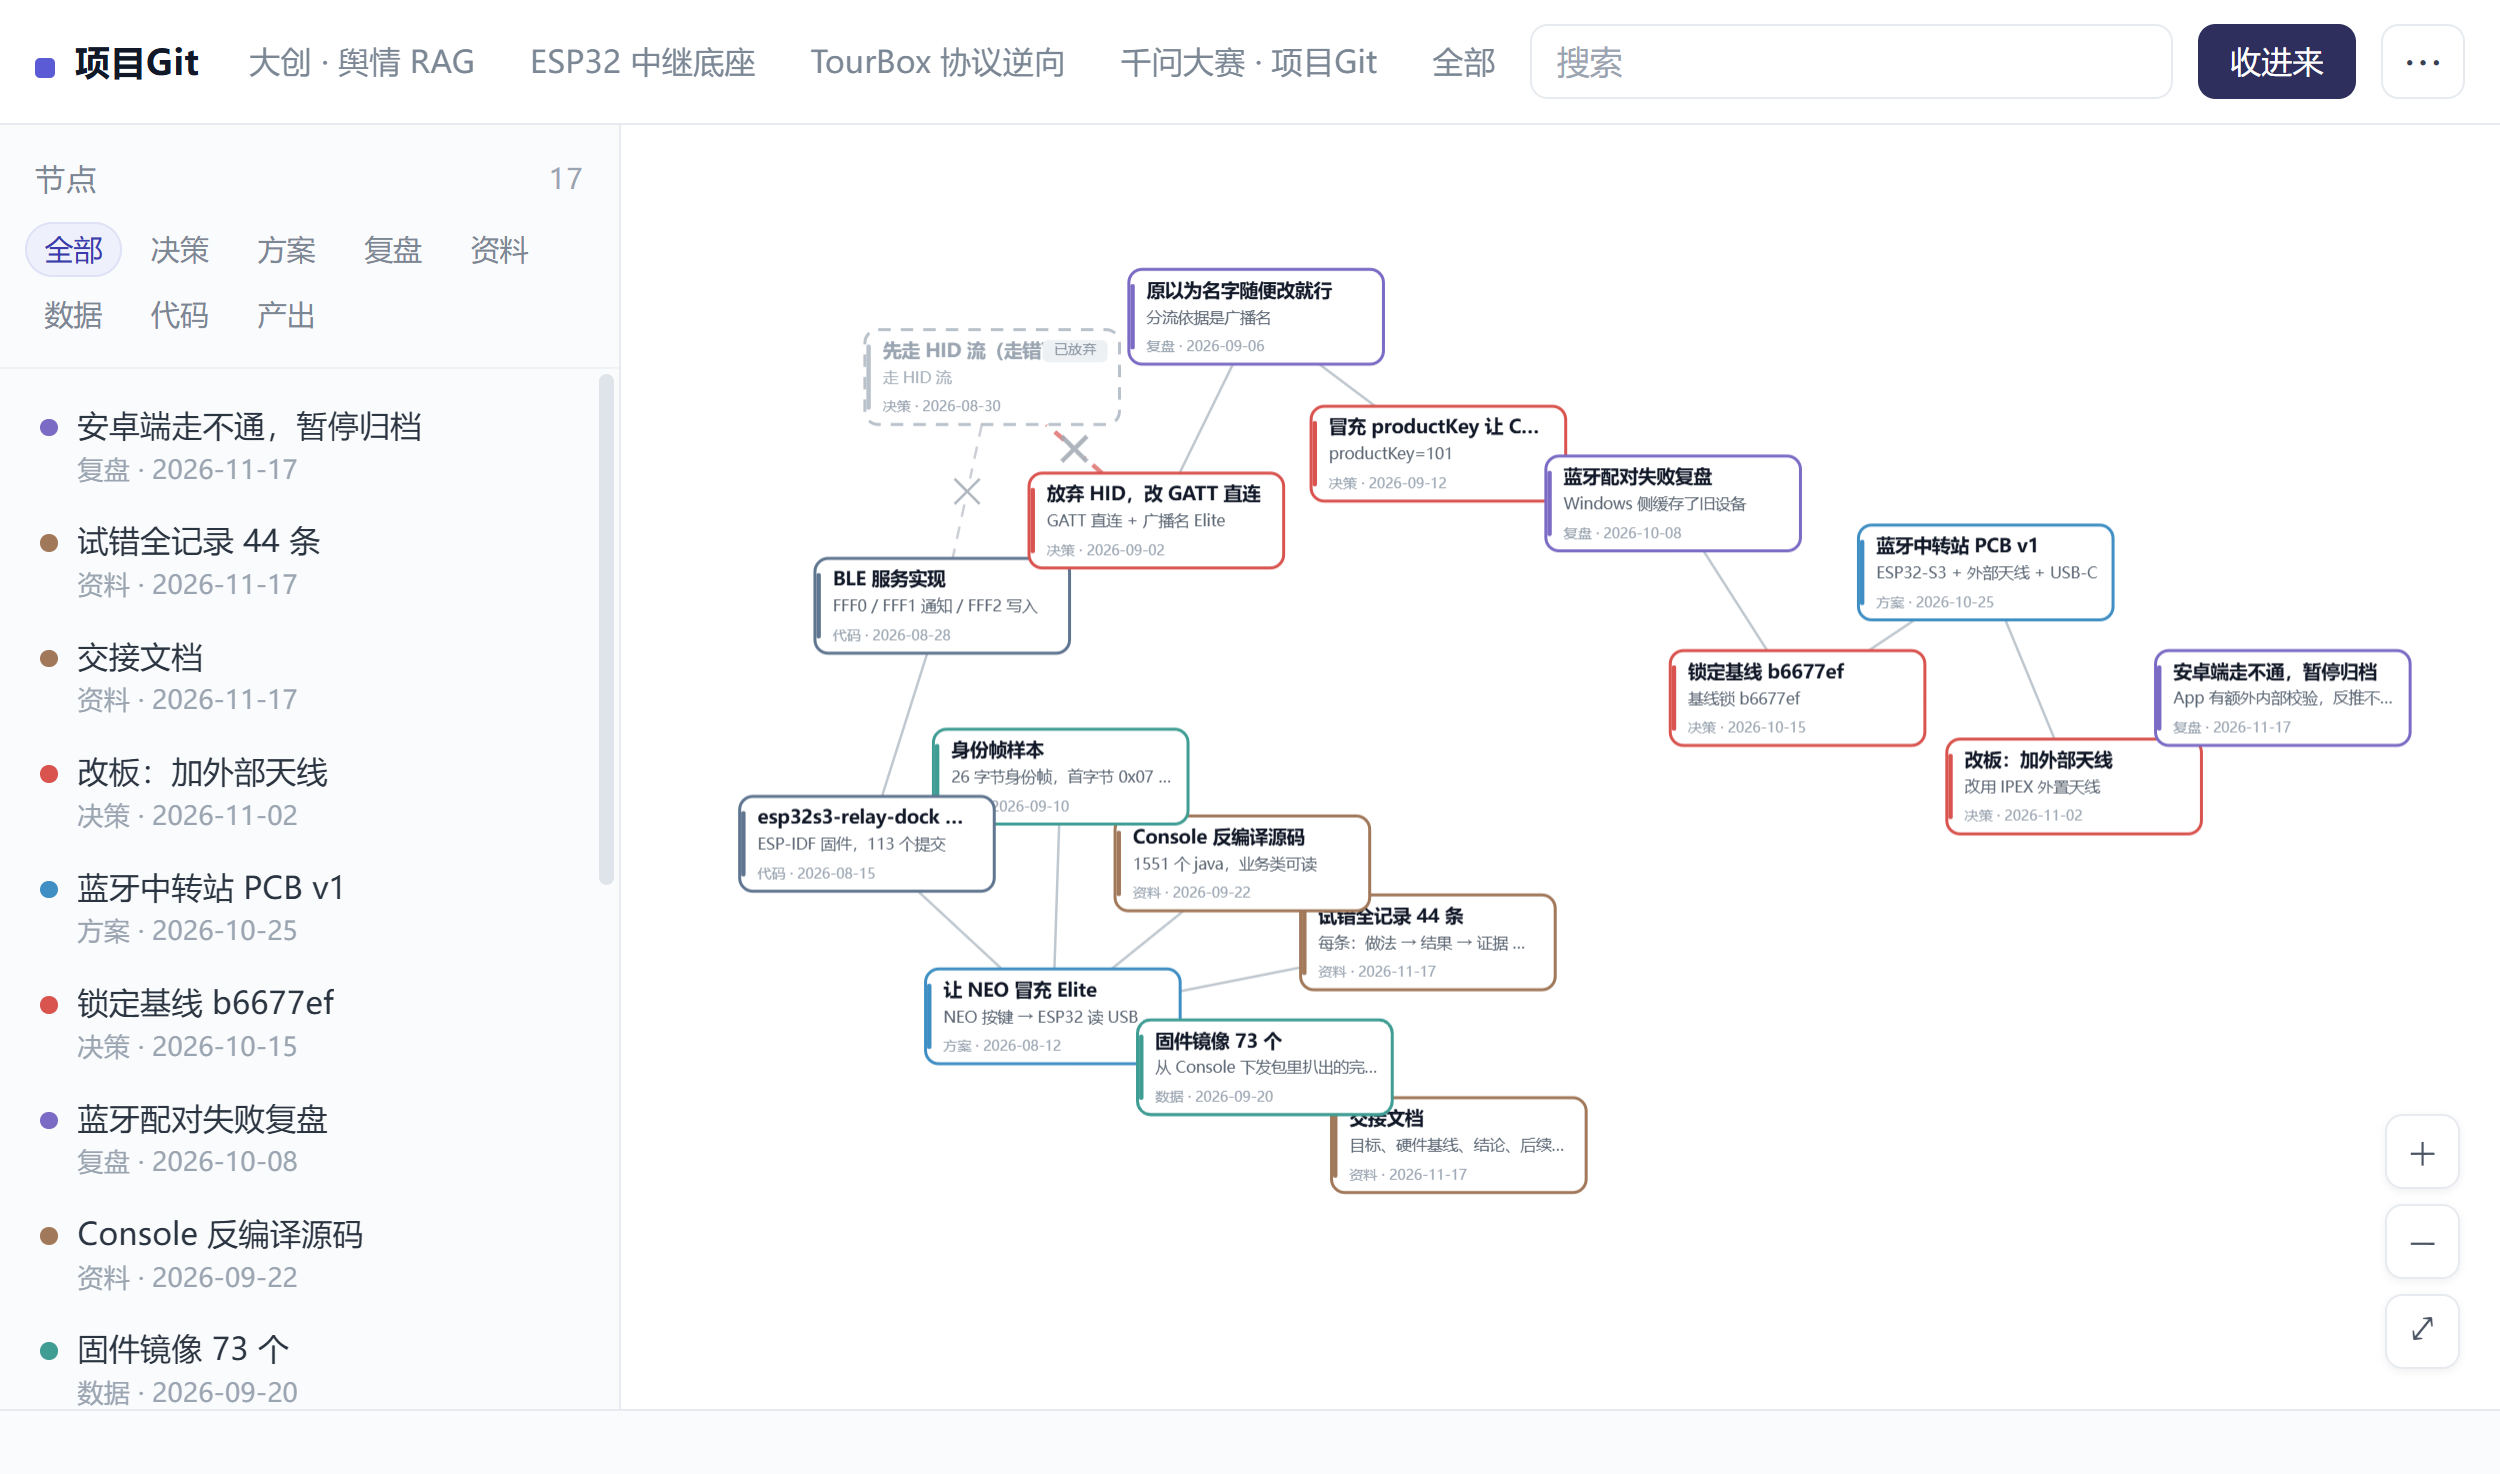 项目Git
大创 · 舆情 RAG
ESP32 中继底座
TourBox 协议逆向
千问大赛 · 项目Git
全部
搜索
收进来
···
节点
17
全部
决策
方案
复盘
资料
数据
代码
产出
安卓端走不通，暂停归档
复盘 · 2026-11-17
试错全记录 44 条
资料 · 2026-11-17
交接文档
资料 · 2026-11-17
改板：加外部天线
决策 · 2026-11-02
蓝牙中转站 PCB v1
方案 · 2026-10-25
锁定基线 b6677ef
决策 · 2026-10-15
蓝牙配对失败复盘
复盘 · 2026-10-08
Console 反编译源码
资料 · 2026-09-22
固件镜像 73 个
数据 · 2026-09-20
原以为名字随便改就行
分流依据是广播名
复盘 · 2026-09-06
先走 HID 流（走错
已放弃
走 HID 流
决策 · 2026-08-30
冒充 productKey 让 C...
productKey=101
决策 · 2026-09-12
蓝牙配对失败复盘
Windows 侧缓存了旧设备
复盘 · 2026-10-08
放弃 HID，改 GATT 直连
GATT 直连 + 广播名 Elite
决策 · 2026-09-02
蓝牙中转站 PCB v1
ESP32-S3 + 外部天线 + USB-C
方案 · 2026-10-25
BLE 服务实现
FFF0 / FFF1 通知 / FFF2 写入
代码 · 2026-08-28
锁定基线 b6677ef
基线锁 b6677ef
决策 · 2026-10-15
安卓端走不通，暂停归档
App 有额外内部校验，反推不...
复盘 · 2026-11-17
改板：加外部天线
改用 IPEX 外置天线
决策 · 2026-11-02
身份帧样本
26 字节身份帧，首字节 0x07 ...
2026-09-10
esp32s3-relay-dock ...
ESP-IDF 固件，113 个提交
代码 · 2026-08-15
Console 反编译源码
1551 个 java，业务类可读
资料 · 2026-09-22
试错全记录 44 条
每条：做法 → 结果 → 证据 ...
资料 · 2026-11-17
让 NEO 冒充 Elite
NEO 按键 → ESP32 读 USB
方案 · 2026-08-12
固件镜像 73 个
从 Console 下发包里扒出的完...
数据 · 2026-09-20
交接文档
目标、硬件基线、结论、后续...
资料 · 2026-11-17